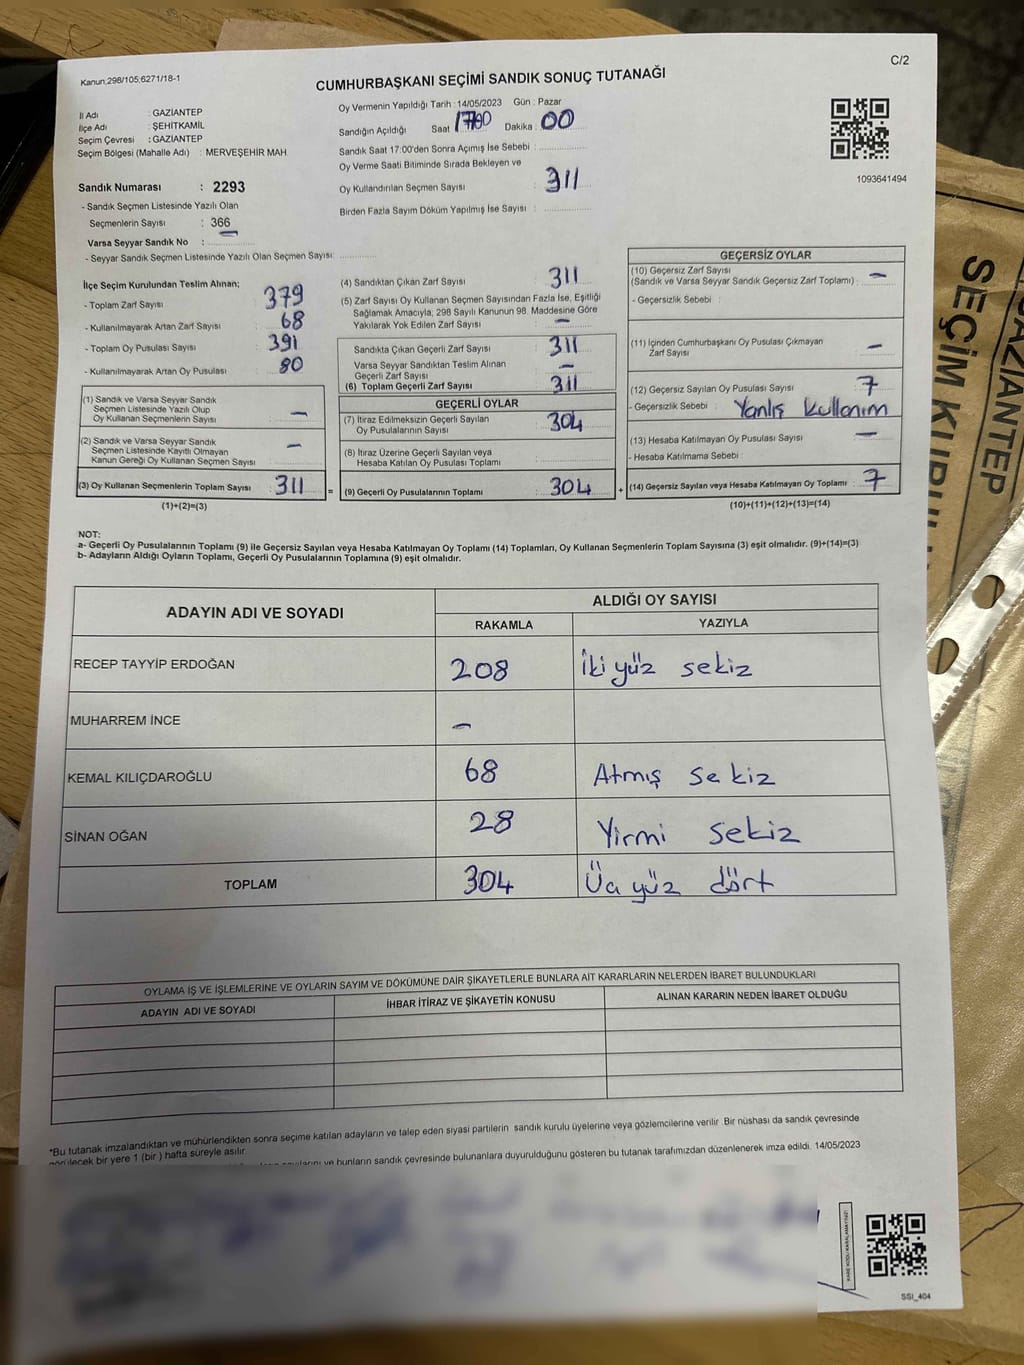 C/2
Kanun,298/105;6271/18-1
CUMHURBAŞKANI SEÇİMİ SANDIK SONUÇ TUTANAĞI
İl Adı : GAZİANTEP
İlçe Adı : ŞEHİTKAMİL
Seçim Çevresi : GAZİANTEP
Seçim Bölgesi (Mahalle Adı) : MERVEŞEHİR MAH.
Sandık Numarası : 2293
- Sandık Seçmen Listesinde Yazılı Olan
Seçmenlerin Sayısı : 366
Varsa Seyyar Sandık No :
- Seyyar Sandık Seçmen Listesinde Yazılı Olan Seçmen Sayısı:
Oy Vermenin Yapıldığı Tarih : 14/05/2023 Gün : Pazar
Sandığın Açıldığı Saat 1700 Dakika : 00
Sandık Saat 17:00'den Sonra Açımış İse Sebebi :
Oy Verme Saati Bitiminde Sırada Bekleyen ve
Oy Kullandırılan Seçmen Sayısı : 311
Birden Fazla Sayım Döküm Yapılmış İse Sayısı :
1093641494
İlçe Seçim Kurulundan Teslim Alınan;
- Toplam Zarf Sayısı : 379
- Kullanılmayarak Artan Zarf Sayısı : 68
- Toplam Oy Pusulası Sayısı : 391
- Kullanılmayarak Artan Oy Pusulası : 80
(1) Sandık ve Varsa Seyyar Sandık
Seçmen Listesinde Yazılı Olup
Oy Kullanan Seçmenlerin Sayısı : -
(2) Sandık ve Varsa Seyyar Sandık
Seçmen Listesinde Kayıtlı Olmayan
Kanun Gereği Oy Kullanan Seçmen Sayısı : -
(3) Oy Kullanan Seçmenlerin Toplam Sayısı : 311
(1)+(2)=(3)
(4) Sandıktan Çıkan Zarf Sayısı : 311
(5) Zarf Sayısı Oy Kullanan Seçmen Sayısından Fazla İse, Eşitliği
Sağlamak Amacıyla; 298 Sayılı Kanunun 98. Maddesine Göre
Yakılarak Yok Edilen Zarf Sayısı : -
Sandıkta Çıkan Geçerli Zarf Sayısı : 311
Varsa Seyyar Sandıktan Teslim Alınan
Geçerli Zarf Sayısı : -
(6) Toplam Geçerli Zarf Sayısı : 311
GEÇERLİ OYLAR
(7) İtiraz Edilmeksizin Geçerli Sayılan
Oy Pusulalarının Sayısı : 304
(8) İtiraz Üzerine Geçerli Sayılan veya
Hesaba Katılan Oy Pusulası Toplamı :
= (9) Geçerli Oy Pusulalarının Toplamı : 304
GEÇERSİZ OYLAR
(10) Geçersiz Zarf Sayısı
(Sandık ve Varsa Seyyar Sandık Geçersiz Zarf Toplamı) : -
- Geçersizlik Sebebi :
(11) İçinden Cumhurbaşkanı Oy Pusulası Çıkmayan
Zarf Sayısı : -
(12) Geçersiz Sayılan Oy Pusulası Sayısı : 7
- Geçersizlik Sebebi : Yanlış kullanım
(13) Hesaba Katılmayan Oy Pusulası Sayısı : -
- Hesaba Katılmama Sebebi :
+ (14) Geçersiz Sayılan veya Hesaba Katılmayan Oy Toplamı : 7
(10)+(11)+(12)+(13)=(14)
NOT:
a- Geçerli Oy Pusulalarının Toplamı (9) ile Geçersiz Sayılan veya Hesaba Katılmayan Oy Toplamı (14) Toplamları, Oy Kullanan Seçmenlerin Toplam Sayısına (3) eşit olmalıdır. (9)+(14)=(3)
b- Adayların Aldığı Oyların Toplamı, Geçerli Oy Pusulalarının Toplamına (9) eşit olmalıdır.
ADAYIN ADI VE SOYADI ALDIĞI OY SAYISI
RAKAMLA YAZIYLA
RECEP TAYYİP ERDOĞAN 208 İki yüz sekiz
MUHARREM İNCE -
KEMAL KILIÇDAROĞLU 68 Atmış sekiz
SİNAN OĞAN 28 Yirmi sekiz
TOPLAM 304 Üç yüz dört
OYLAMA İŞ VE İŞLEMLERİNE VE OYLARIN SAYIM VE DÖKÜMÜNE DAİR ŞİKAYETLERLE BUNLARA AİT KARARLARIN NELERDEN İBARET BULUNDUKLARI
ADAYIN ADI VE SOYADI İHBAR İTİRAZ VE ŞİKAYETİN KONUSU ALINAN KARARIN NEDEN İBARET OLDUĞU
*Bu tutanak imzalandıktan ve mühürlendikten sonra seçime katılan adayların ve talep eden siyasi partilerin sandık kurulu üyelerine veya gözlemcilerine verilir. Bir nüshası da sandık çevresinde
görülecek bir yere 1 (bir ) hafta süreyle asılır.
ve bunların sandık çevresinde bulunanlara duyurulduğunu gösteren bu tutanak tarafımızdan düzenlenerek imza edildi. 14/05/2023
SSI_404
GAZİANTEP
SEÇİM KURUL